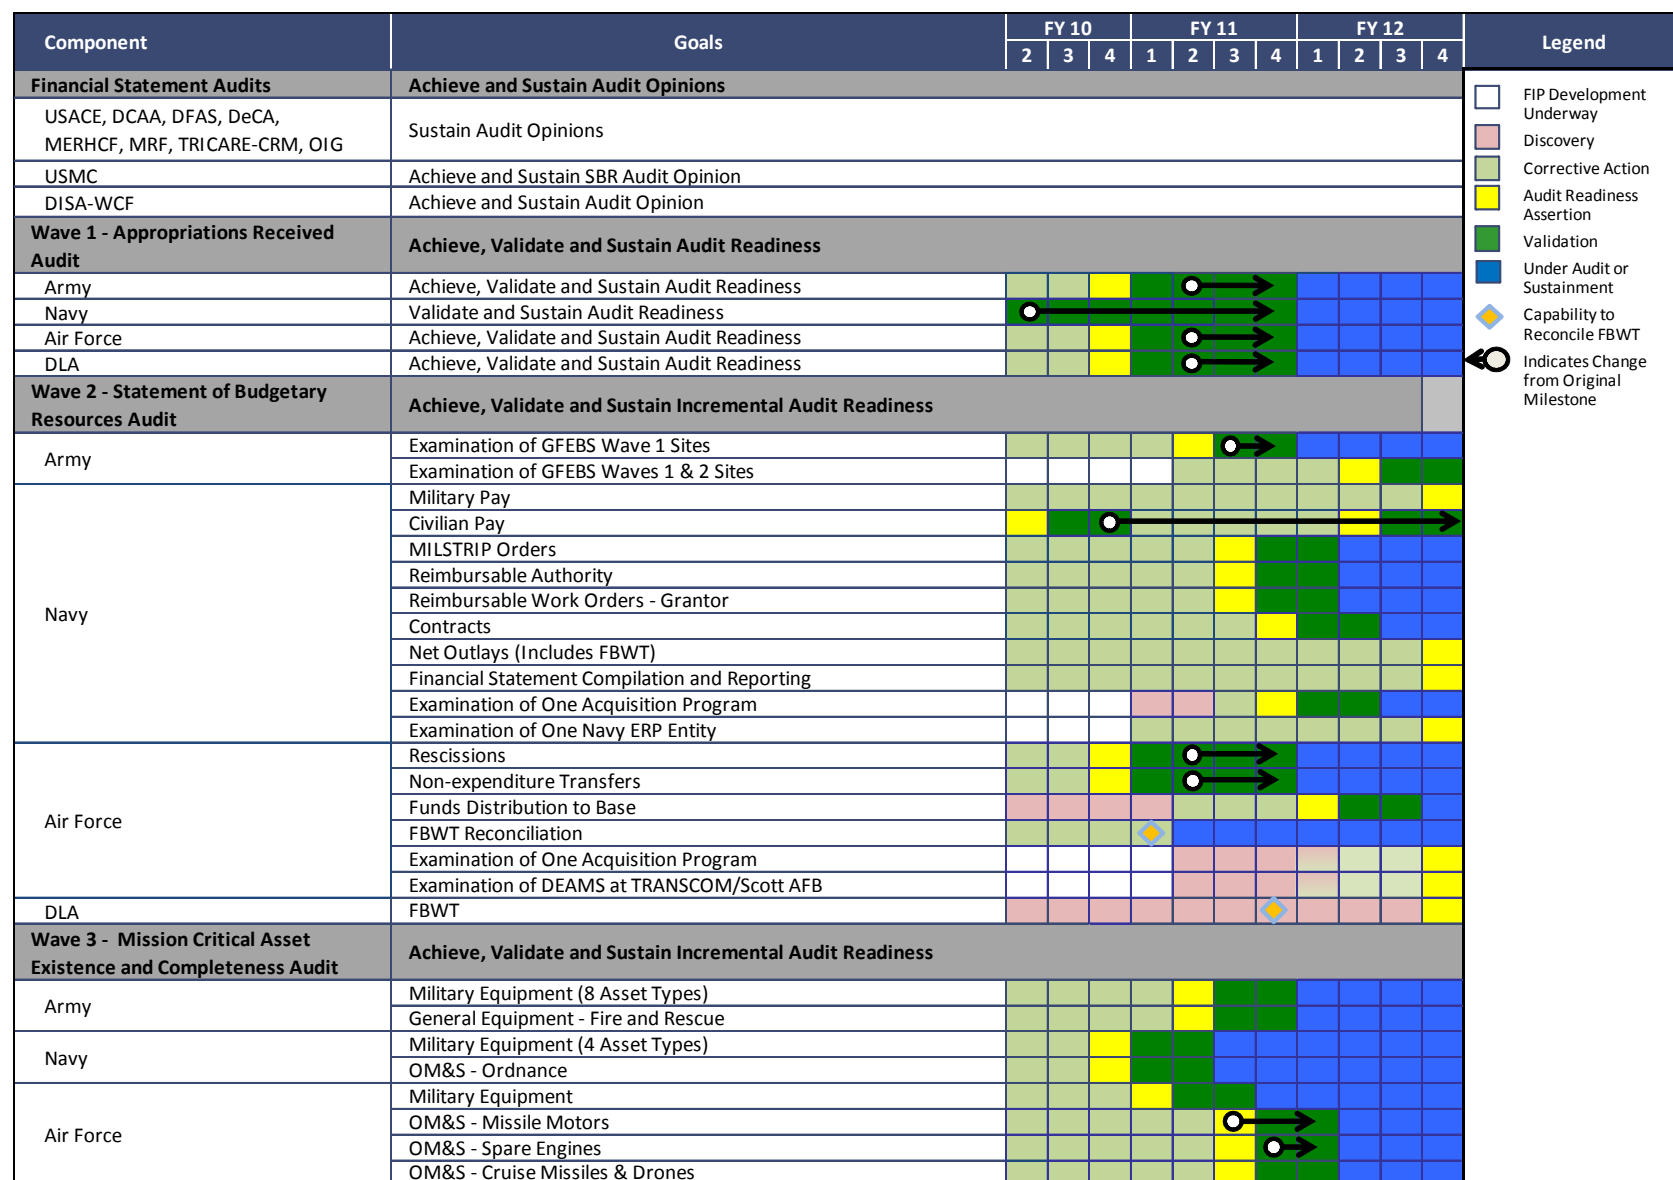 Component
Goals
FY 10
FY 11
FY 12
Legend
2 3 4 1 2 3 4 1 2 3 4
Financial Statement Audits
Achieve and Sustain Audit Opinions
USACE, DCAA, DFAS, DeCA,
MERHCF, MRF, TRICARE-CRM, OIG
Sustain Audit Opinions
USMC
Achieve and Sustain SBR Audit Opinion
DISA-WCF
Achieve and Sustain Audit Opinion
Wave 1 - Appropriations Received
Audit
Achieve, Validate and Sustain Audit Readiness
Army
Achieve, Validate and Sustain Audit Readiness
Navy
Validate and Sustain Audit Readiness
Air Force
Achieve, Validate and Sustain Audit Readiness
DLA
Achieve, Validate and Sustain Audit Readiness
Wave 2 - Statement of Budgetary
Resources Audit
Achieve, Validate and Sustain Incremental Audit Readiness
Army
Examination of GFEBS Wave 1 Sites
Examination of GFEBS Waves 1 & 2 Sites
Navy
Military Pay
Civilian Pay
MILSTRIP Orders
Reimbursable Authority
Reimbursable Work Orders - Grantor
Contracts
Net Outlays (Includes FBWT)
Financial Statement Compilation and Reporting
Examination of One Acquisition Program
Examination of One Navy ERP Entity
Air Force
Rescissions
Non-expenditure Transfers
Funds Distribution to Base
FBWT Reconciliation
Examination of One Acquisition Program
Examination of DEAMS at TRANSCOM/Scott AFB
DLA
FBWT
Wave 3 - Mission Critical Asset
Existence and Completeness Audit
Achieve, Validate and Sustain Incremental Audit Readiness
Army
Military Equipment (8 Asset Types)
General Equipment - Fire and Rescue
Navy
Military Equipment (4 Asset Types)
OM&S - Ordnance
Air Force
Military Equipment
OM&S - Missile Motors
OM&S - Spare Engines
OM&S - Cruise Missiles & Drones
FIP Development
Underway
Discovery
Corrective Action
Audit Readiness
Assertion
Validation
Under Audit or
Sustainment
Capability to
Reconcile FBWT
Indicates Change
from Original
Milestone